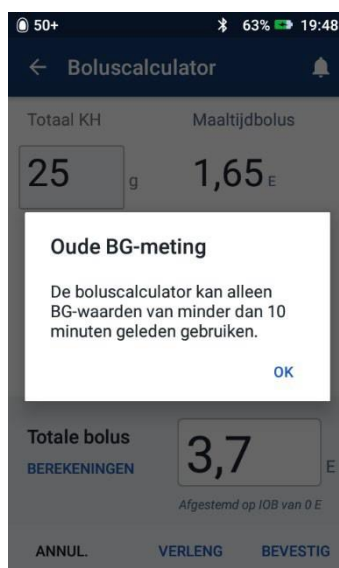 50+ 63% 19:48
Boluscalculator
Totaal KH Maaltijdbolus
25 g 1,65 E
Oude BG-meting
De boluscalculator kan alleen
BG-waarden van minder dan 10
minuten geleden gebruiken.
OK
Totale bolus
3,7 E
BEREKENINGEN
Afgestemd op IOB van 0 E
ANNUL. VERLENG BEVESTIG